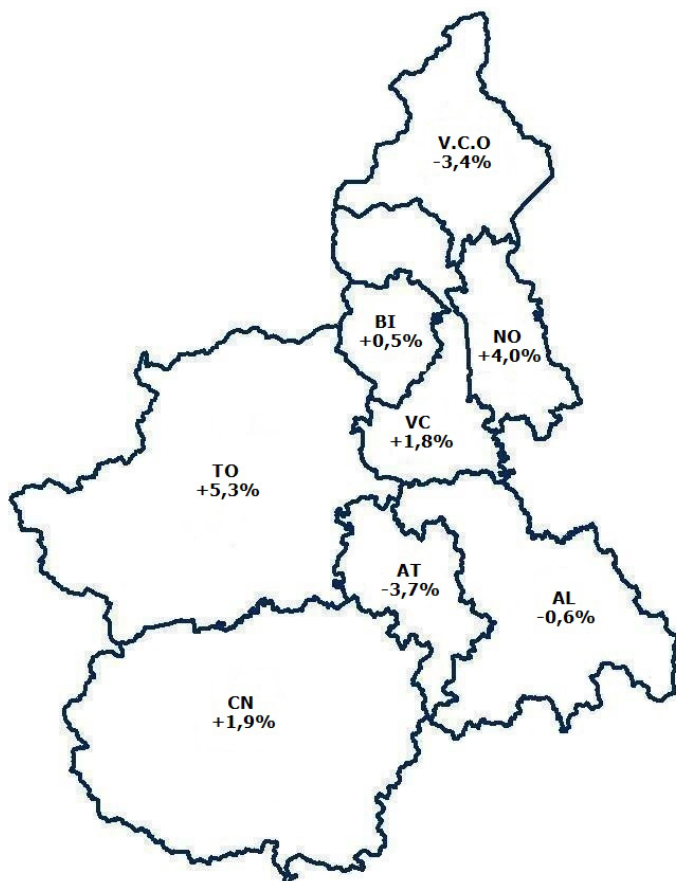 V.C.O
-3,4%
BI
+0,5%
NO
+4,0%
VC
+1,8%
TO
+5,3%
AT
-3,7%
AL
-0,6%
CN
+1,9%